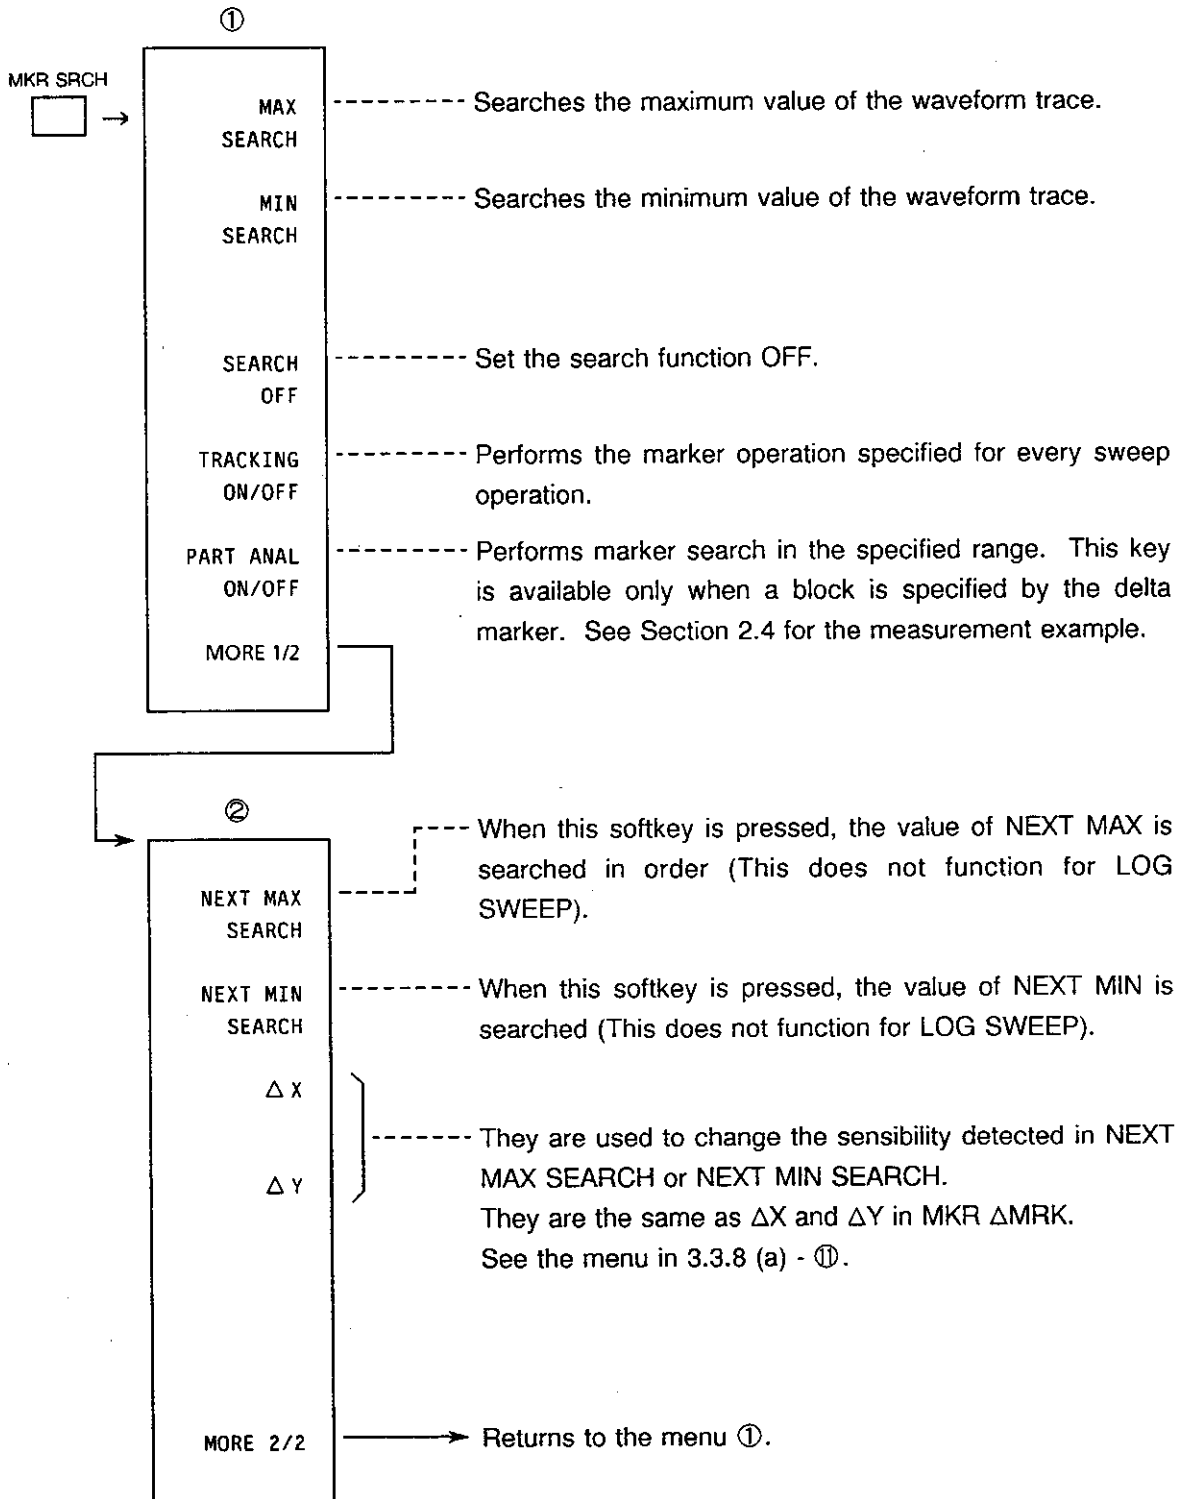 ①
MKR SRCH
→
MAX
SEARCH
Searches the maximum value of the waveform trace.
MIN
SEARCH
Searches the minimum value of the waveform trace.
SEARCH
OFF
Set the search function OFF.
TRACKING
ON/OFF
Performs the marker operation specified for every sweep
operation.
PART ANAL
ON/OFF
Performs marker search in the specified range. This key
is available only when a block is specified by the delta
marker. See Section 2.4 for the measurement example.
MORE 1/2
②
NEXT MAX
SEARCH
When this softkey is pressed, the value of NEXT MAX is
searched in order (This does not function for LOG
SWEEP).
NEXT MIN
SEARCH
When this softkey is pressed, the value of NEXT MIN is
searched (This does not function for LOG SWEEP).
△ X
△ Y
They are used to change the sensibility detected in NEXT
MAX SEARCH or NEXT MIN SEARCH.
They are the same as △X and △Y in MKR △MRK.
See the menu in 3.3.8 (a) - ⑪.
MORE 2/2
Returns to the menu ①.